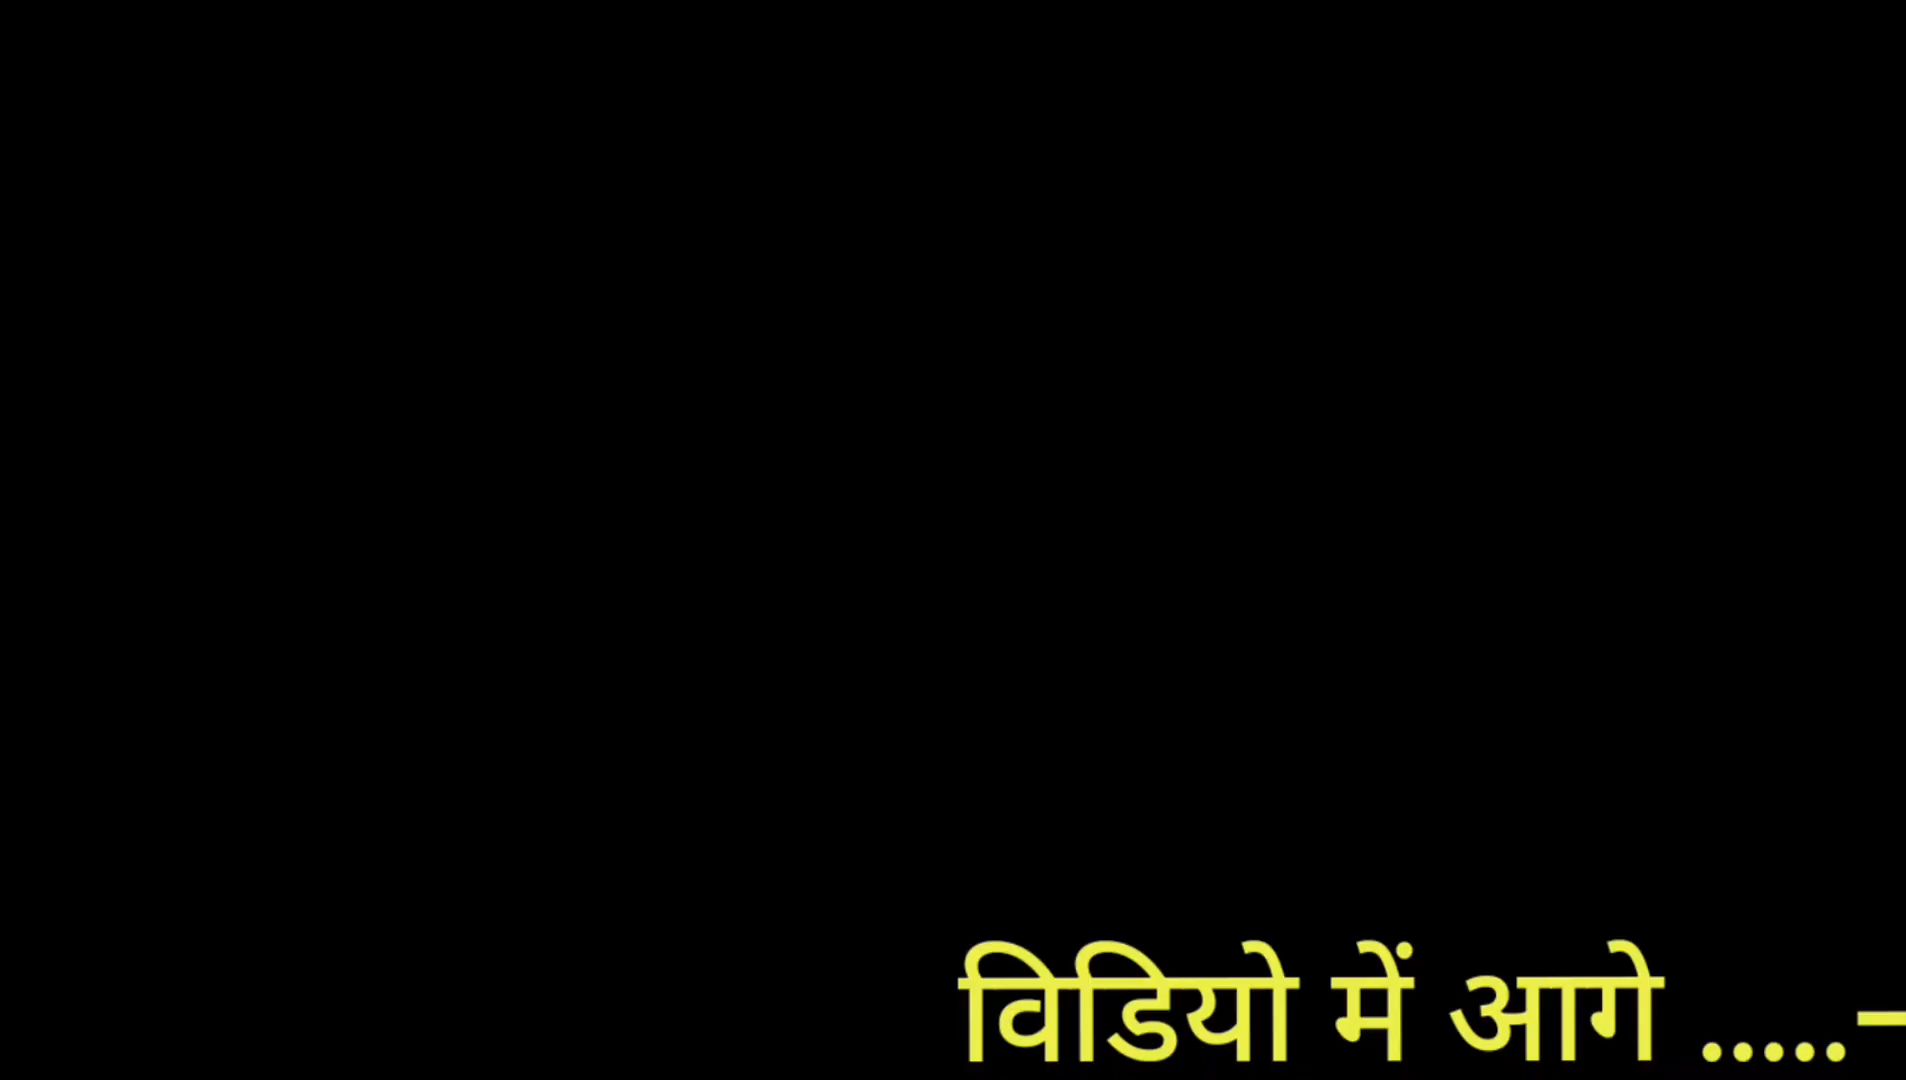 विडियो में आगे .....-